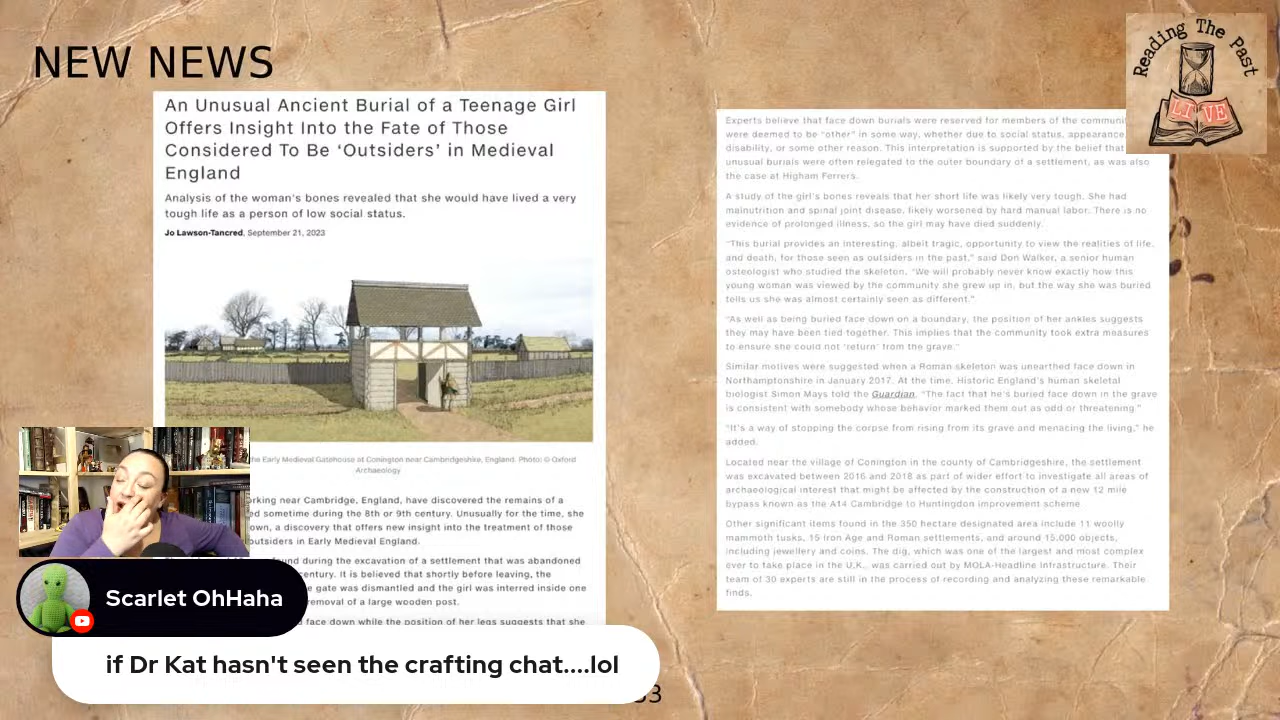 NEW NEWS
Reading The Past
LIVE
An Unusual Ancient Burial of a Teenage Girl
Offers Insight Into the Fate of Those
Considered To Be ‘Outsiders’ in Medieval
England
Analysis of the woman's bones revealed that she would have lived a very
tough life as a person of low social status.
Jo Lawson-Tancred, September 21, 2023
Early Medieval Gatehouse at Conington near Cambridgeshire, England. Photo: © Oxford
Archaeology
near Cambridge, England, have discovered the remains of a
sometime during the 8th or 9th century. Unusually for the time, she
a discovery that offers new insight into the treatment of those
outsiders in Early Medieval England.
during the excavation of a settlement that was abandoned
century. It is believed that shortly before leaving, the
gate was dismantled and the girl was interred inside one
removal of a large wooden post.
face down while the position of her legs suggests that she
Experts believe that face down burials were reserved for members of the
were deemed to be "other" in some way, whether due to social status, appearance,
disability, or some other reason. This interpretation is supported by the belief that
unusual burials were often relegated to the outer boundary of a settlement, as was also
the case at Higham Ferrers.
A study of the girl's bones reveals that her short life was likely very tough. She had
malnutrition and spinal joint disease, likely worsened by hard manual labor. There is no
evidence of prolonged illness, so the girl may have died suddenly.
"This burial provides an interesting, albeit tragic, opportunity to view the realities of life,
and death, for those seen as outsiders in the past," said Don Walker, a senior human
osteologist who studied the skeleton. "We will probably never know exactly how this
young woman was viewed by the community she grew up in, but the way she was buried
tells us she was almost certainly seen as different."
"As well as being buried face down on a boundary, the position of her ankles suggests
they may have been tied together. This implies that the community took extra measures
to ensure she could not 'return' from the grave."
Similar motives were suggested when a Roman skeleton was unearthed face down in
Northamptonshire in January 2017. At the time, Historic England's human skeletal
biologist Simon Mays told the Guardian, "The fact that he's buried face down in the grave
is consistent with somebody whose behavior marked them out as odd or threatening."
"It's a way of stopping the corpse from rising from its grave and menacing the living," he
added.
Located near the village of Conington in the county of Cambridgeshire, the settlement
was excavated between 2016 and 2018 as part of wider effort to investigate all areas of
archaeological interest that might be affected by the construction of a new 12 mile
bypass known as the A14 Cambridge to Huntingdon improvement scheme.
Other significant items found in the 350 hectare designated area include 11 woolly
mammoth tusks, 15 Iron Age and Roman settlements, and around 15,000 objects,
including jewellery and coins. The dig, which was one of the largest and most complex
ever to take place in the U.K., was carried out by MOLA-Headline Infrastructure. Their
team of 30 experts are still in the process of recording and analyzing these remarkable
finds.
Scarlet OhHaha
if Dr Kat hasn't seen the crafting chat....lol